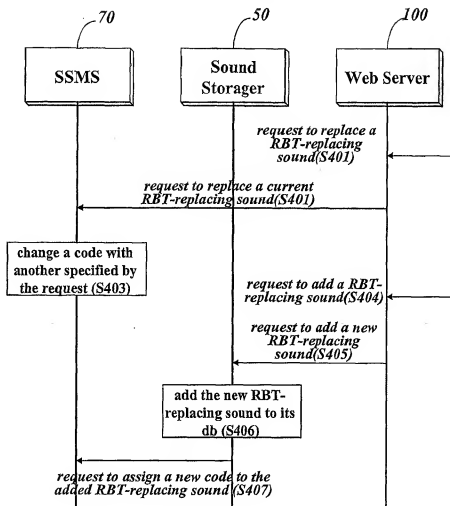 70
50
100
SSMS
Sound
Storager
Web Server
request to replace a
RBT-replacing
sound(S401)
request to replace a current
RBT-replacing sound(S401)
change a code with
another specified by
the request (S403)
request to add a RBT-
replacing sound(S404)
request to add a new
RBT-replacing
sound(S405)
add the new RBT-
replacing sound to its
db (S406)
request to assign a new code to the
added RBT-replacing sound (S407)